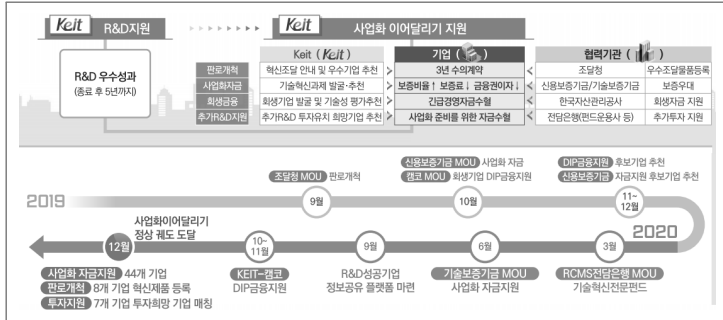 Keit R&D지원
Keit 사업화 이어달리기 지원
R&D 우수성과
(종료 후 5년까지)
Keit (Keit) 기업 ( ) 협력기관 ( )
판로개척 혁신조달 안내 및 우수기업 추천 3년 수의계약 조달청 우수조달물품등록
사업화자금 기술혁신과제 발굴·추천 보증비율↑ 보증료↓ 금융권이자↓ 신용보증기금/기술보증기금 보증우대
회생금융 회생기업 발굴 및 기술성 평가추천 긴급경영자금수혈 한국자산관리공사 회생자금 지원
추가R&D지원 추가R&D 투자유치 희망기업 추천 사업화 준비를 위한 자금수혈 전담은행(펀드운용사 등) 추가투자 지원
조달청 MOU 판로개척
신용보증기금 MOU 사업화 자금
캠코 MOU 회생기업 DIP금융지원
DIP금융지원 후보기업 추천
신용보증기금 자금지원 후보기업 추천
2019
9월
10월
11~
12월
2020
사업화이어달리기
정상 궤도 도달
12월
10~
11월
9월
6월
3월
사업화 자금지원 44개 기업
판로개척 8개 기업 혁신제품 등록
투자지원 7개 기업 투자희망 기업 매칭
KEIT-캠코
DIP금융지원
R&D성공기업
정보공유 플랫폼 마련
기술보증기금 MOU
사업화 자금지원
RCMS전담은행 MOU
기술혁신전문펀드